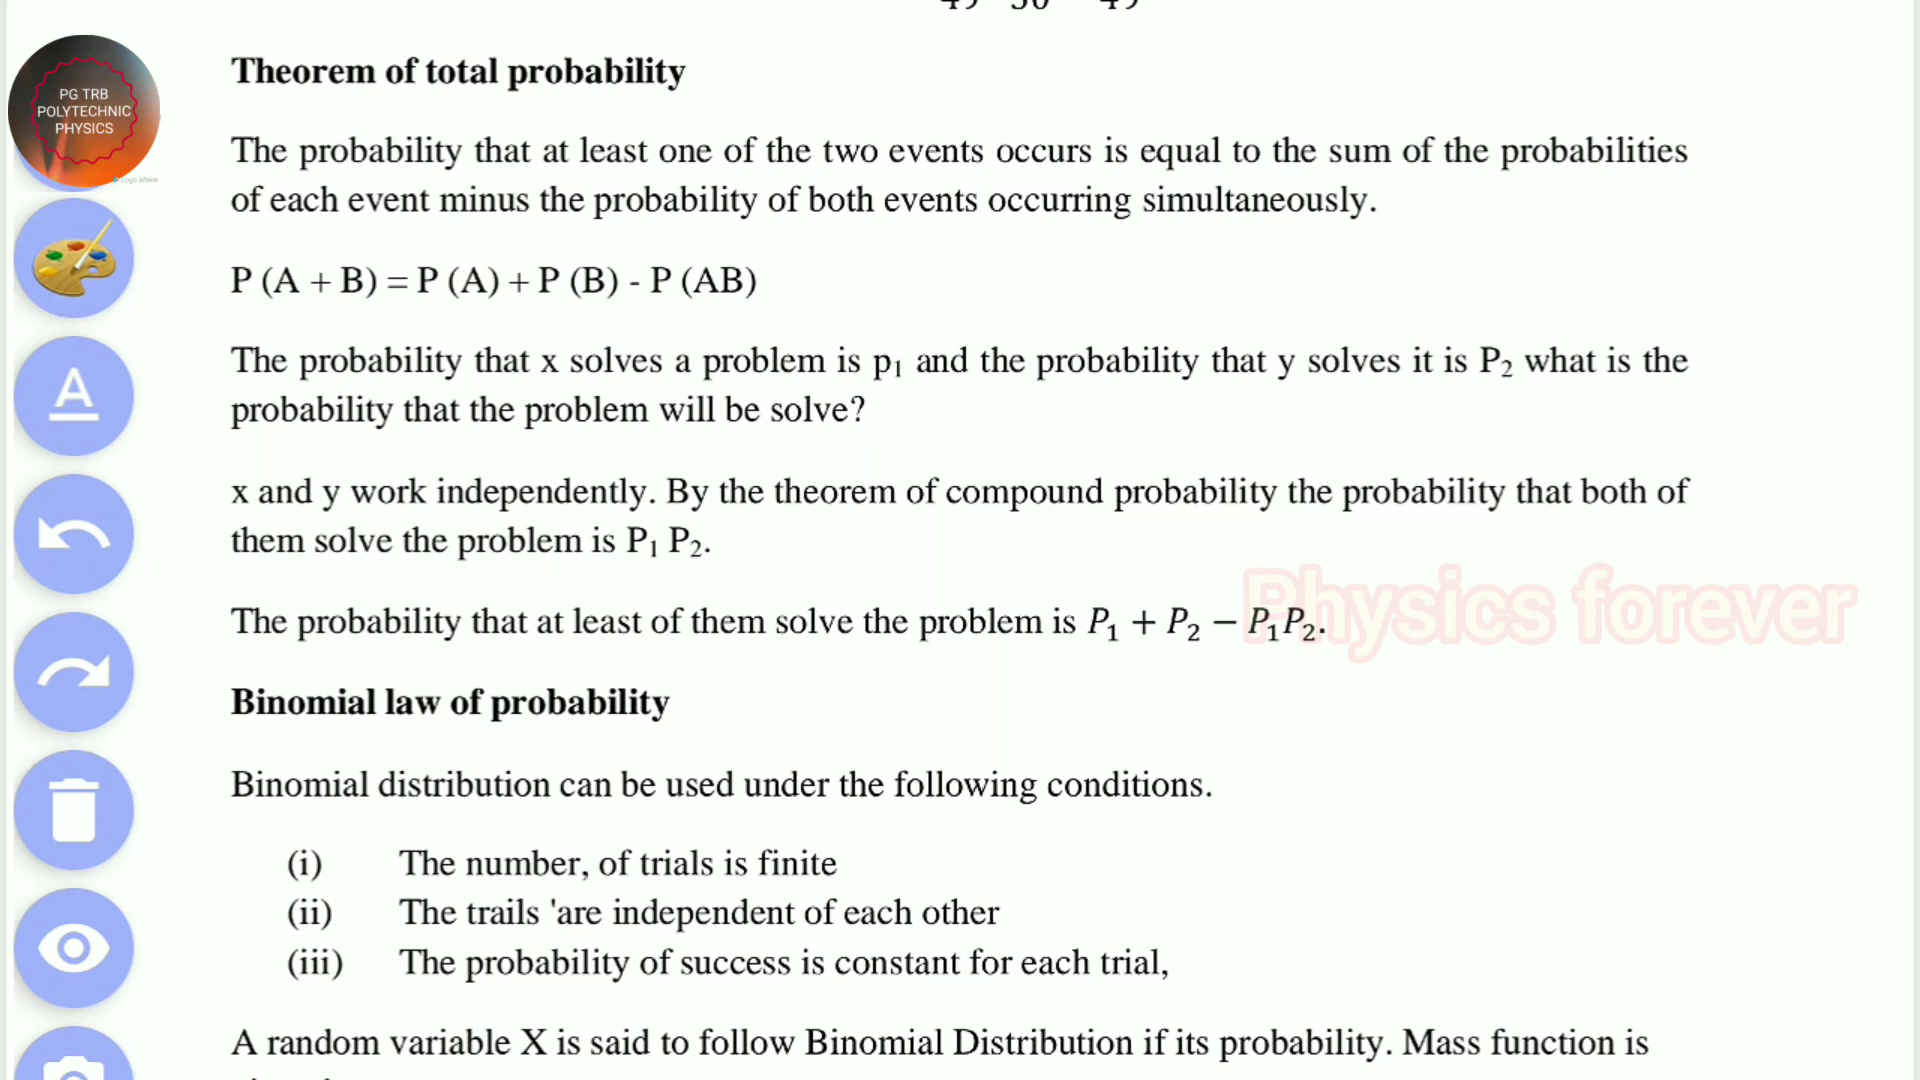 Theorem of total probability
PG TRB
POLYTECHNIC
PHYSICS
Logo Maker
The probability that at least one of the two events occurs is equal to the sum of the probabilities
of each event minus the probability of both events occurring simultaneously.
P (A + B) = P (A) + P (B) - P (AB)
The probability that x solves a problem is p₁ and the probability that y solves it is P₂ what is the
probability that the problem will be solve?
A
x and y work independently. By the theorem of compound probability the probability that both of
them solve the problem is P₁ P₂.
The probability that at least of them solve the problem is P₁ + P₂ − P₁P₂.
Physics forever
Binomial law of probability
Binomial distribution can be used under the following conditions.
(i) The number, of trials is finite
(ii) The trails 'are independent of each other
(iii) The probability of success is constant for each trial,
A random variable X is said to follow Binomial Distribution if its probability. Mass function is